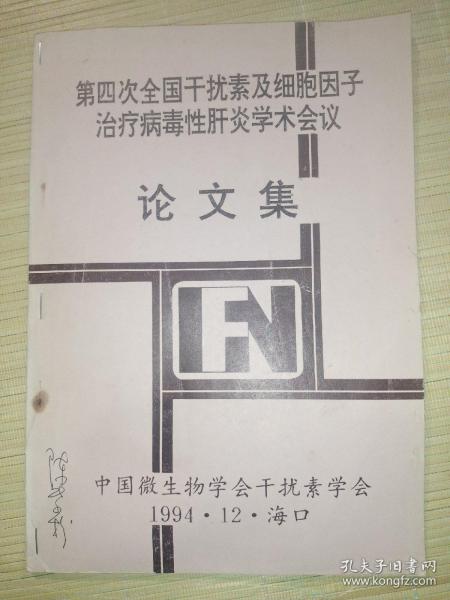 第四次全国干扰素及细胞因子
治疗病毒性肝炎学术会议
论文集
IFN
中国微生物学会干扰素学会
1994·12·海口
孔夫子旧书网
www.kongfz.com